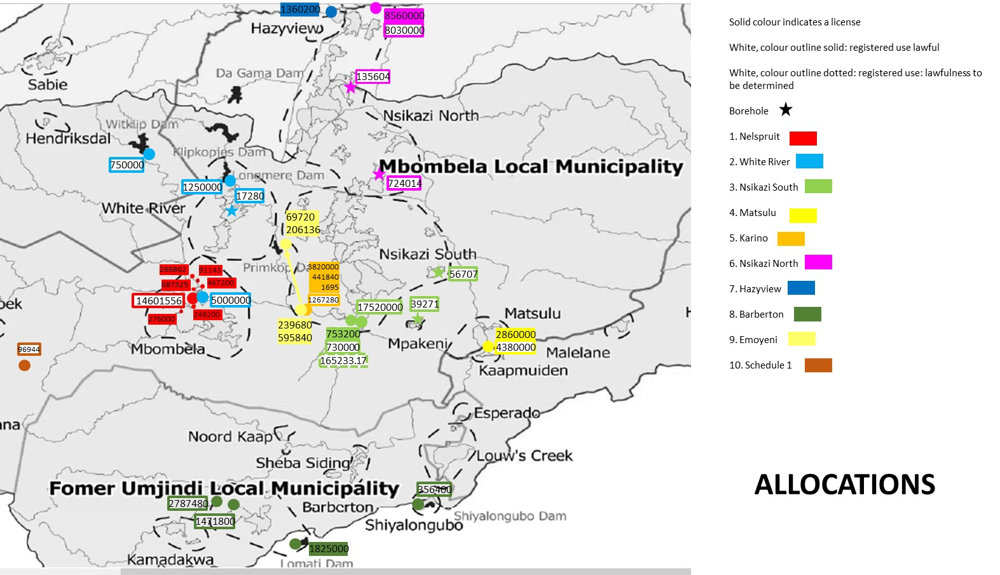 1360200
8560000
Hazyview
8030000
Da Gama Dam
135604
Sabie
Nsikazi North
Witklip Dam
Hendriksdal
Klipkopjes Dam
750000
Mbombela Local Municipality
Longmere Dam
724014
1250000
17280
White River
69720
206136
Nsikazi South
Primkop Da
3820000
266862
91143
56707
441840
687325
467200
1695
14601556
5000000
1267280
17520000
39271
276000
249200
Matsulu
239680
595840
753200
2860000
730000
4380000
Mpakeni
Mbombela
96944
165233.17
Malelane
Kaapmuiden
Esperado
Noord Kaap
Louw's Creek
Sheba Siding
Fomer Umjindi Local Municipality
356400
2787480
Barberton
1471800
Shiyalongubo Dam
Shiyalongubo
1825000
Kamadakwa
Lomati Dam
Solid colour indicates a license
White, colour outline solid: registered use lawful
White, colour outline dotted: registered use: lawfulness to
be determined
Borehole
1. Nelspruit
2. White River
3. Nsikazi South
4. Matsulu
5. Karino
6. Nsikazi North
7. Hazyview
8. Barberton
9. Emoyeni
10. Schedule 1
ALLOCATIONS